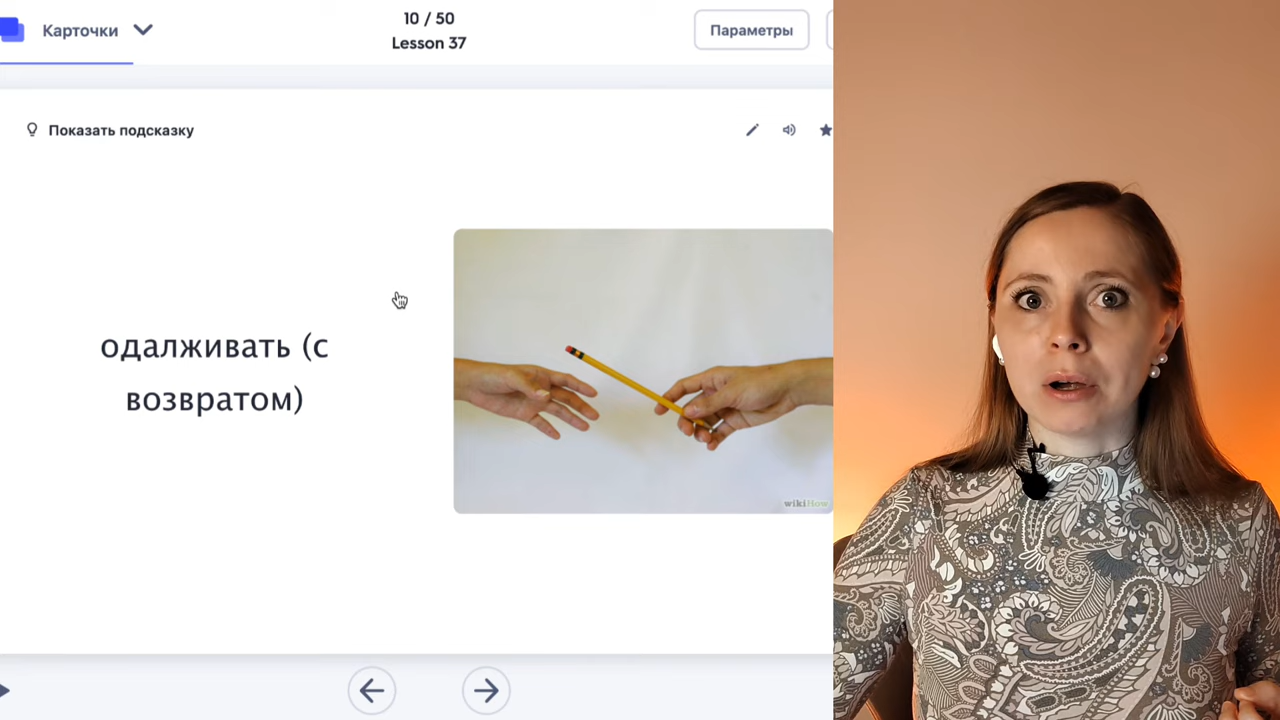 Карточки
10 / 50
Lesson 37
Параметры
Показать подсказку
одалживать (с
возвратом)
wikiHow